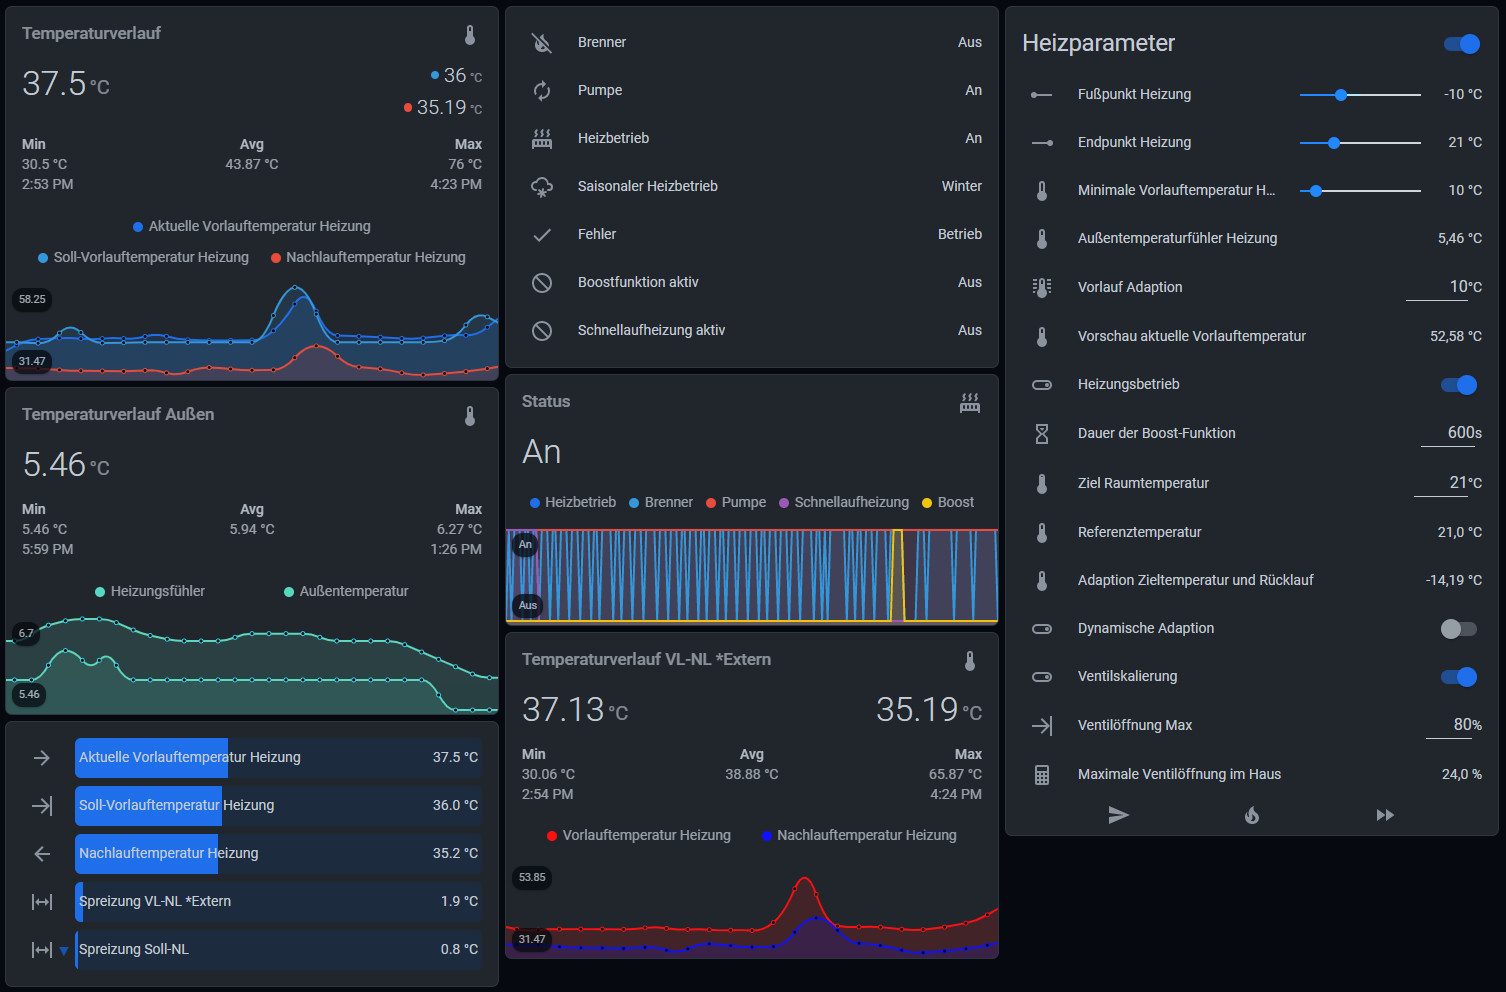 Temperaturverlauf
37.5 °C
36 °C
35.19 °C
Min Avg Max
30.5 °C 43.87 °C 76 °C
2:53 PM 4:23 PM
Aktuelle Vorlauftemperatur Heizung
Soll-Vorlauftemperatur Heizung Nachlauftemperatur Heizung
58.25
31.47
Temperaturverlauf Außen
5.46 °C
Min Avg Max
5.46 °C 5.94 °C 6.27 °C
5:59 PM 1:26 PM
Heizungsfühler Außentemperatur
6.7
5.46
Aktuelle Vorlauftemperatur Heizung 37.5 °C
Soll-Vorlauftemperatur Heizung 36.0 °C
Nachlauftemperatur Heizung 35.2 °C
Spreizung VL-NL *Extern 1.9 °C
Spreizung Soll-NL 0.8 °C
Brenner Aus
Pumpe An
Heizbetrieb An
Saisonaler Heizbetrieb Winter
Fehler Betrieb
Boostfunktion aktiv Aus
Schnellaufheizung aktiv Aus
Status
An
Heizbetrieb Brenner Pumpe Schnellaufheizung Boost
An
Aus
Temperaturverlauf VL-NL *Extern
37.13 °C 35.19 °C
Min Avg Max
30.06 °C 38.88 °C 65.87 °C
2:54 PM 4:24 PM
Vorlauftemperatur Heizung Nachlauftemperatur Heizung
53.85
31.47
Heizparameter
Fußpunkt Heizung -10 °C
Endpunkt Heizung 21 °C
Minimale Vorlauftemperatur H... 10 °C
Außentemperaturfühler Heizung 5,46 °C
Vorlauf Adaption 10°C
Vorschau aktuelle Vorlauftemperatur 52,58 °C
Heizungsbetrieb
Dauer der Boost-Funktion 600s
Ziel Raumtemperatur 21°C
Referenztemperatur 21,0 °C
Adaption Zieltemperatur und Rücklauf -14,19 °C
Dynamische Adaption
Ventilskalierung
Ventilöffnung Max 80%
Maximale Ventilöffnung im Haus 24,0 %